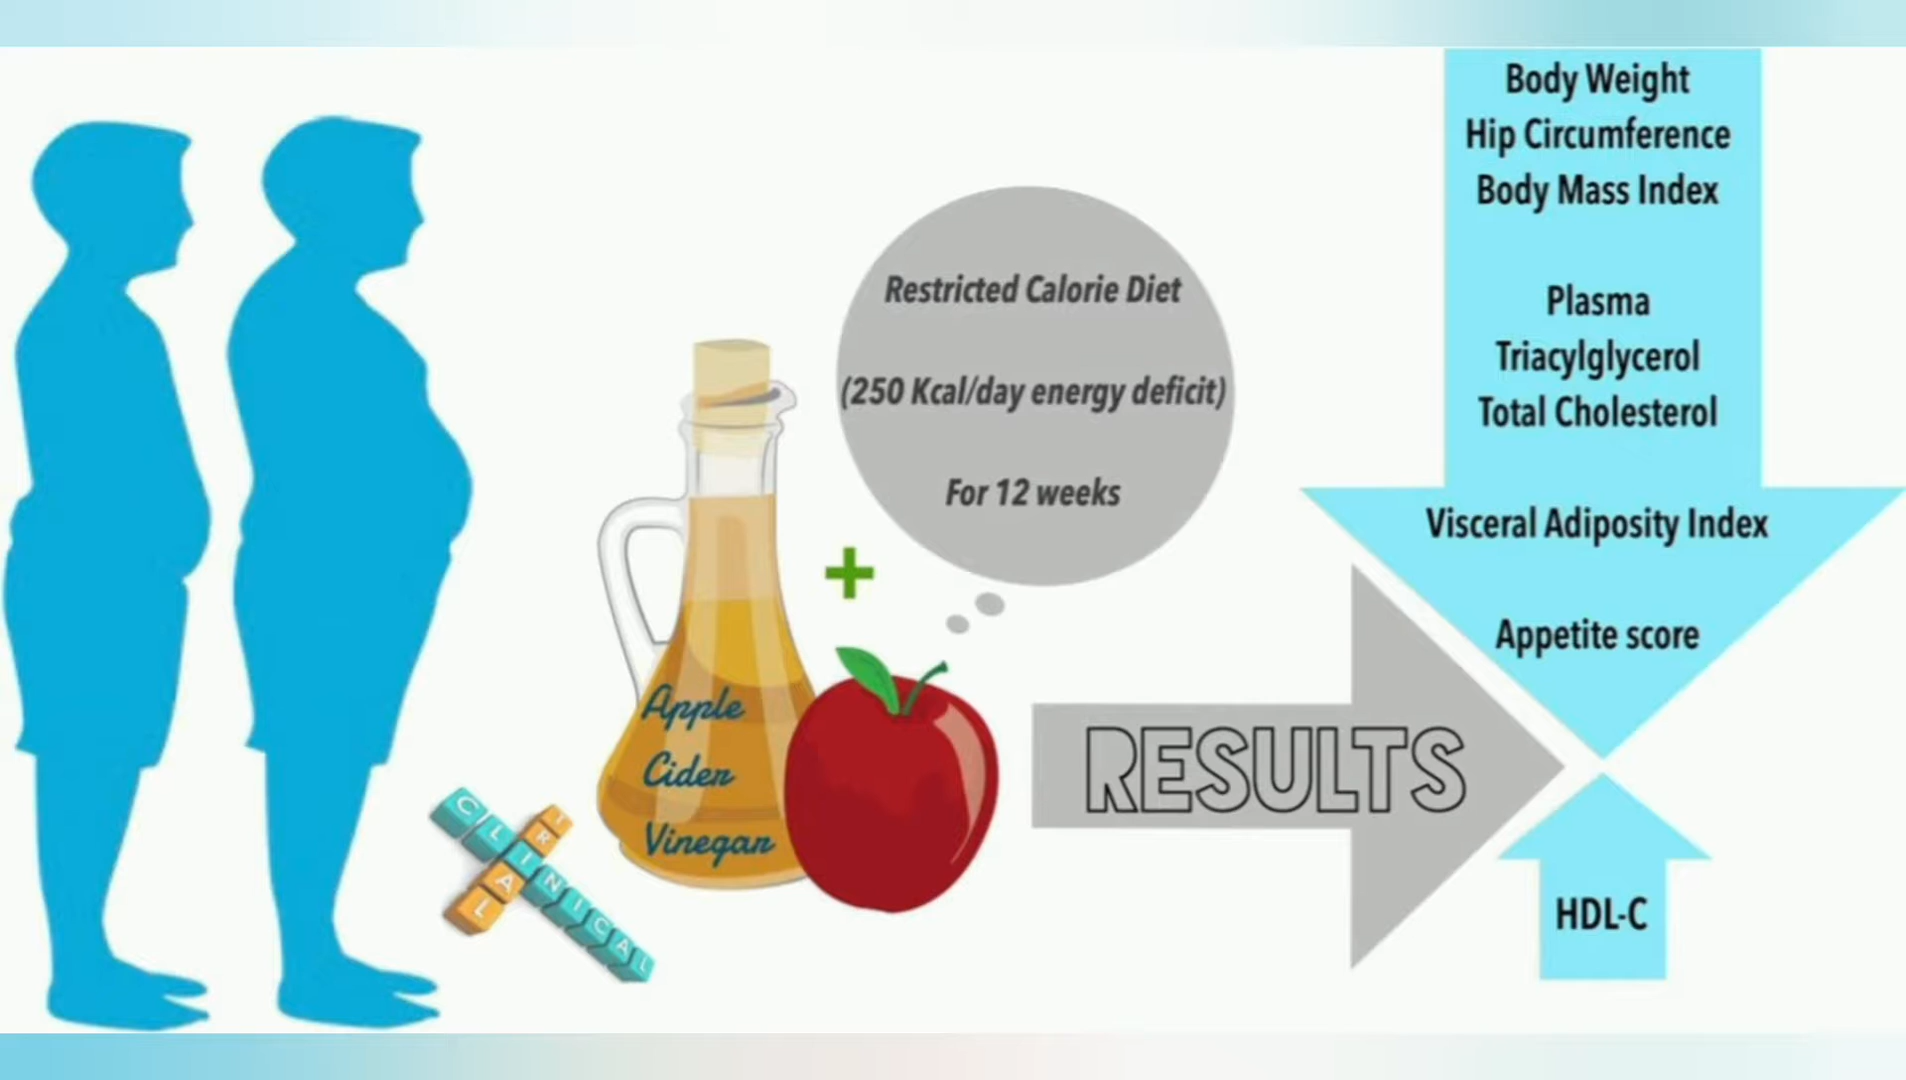 Body Weight
Hip Circumference
Body Mass Index
Plasma
Triacylglycerol
Total Cholesterol
Visceral Adiposity Index
Appetite score
Restricted Calorie Diet
(250 Kcal/day energy deficit)
For 12 weeks
Apple
Cider
Vinegar
CLINICAL
TRIAL
RESULTS
HDL-C